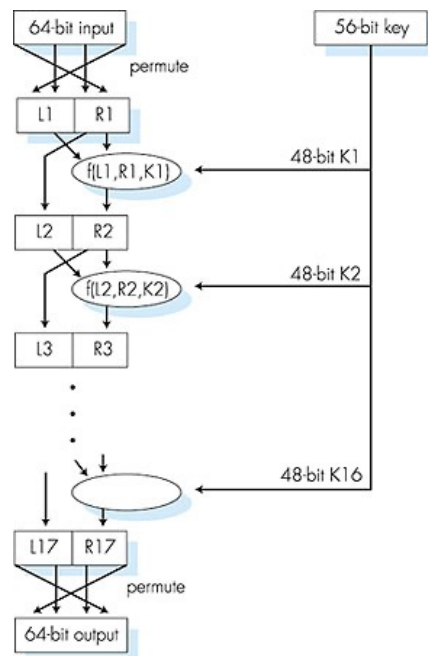 64-bit input
56-bit key
permute
L1 R1
48-bit K1
f(L1,R1,K1)
L2 R2
48-bit K2
f(L2,R2,K2)
L3 R3
48-bit K16
L17 R17
permute
64-bit output